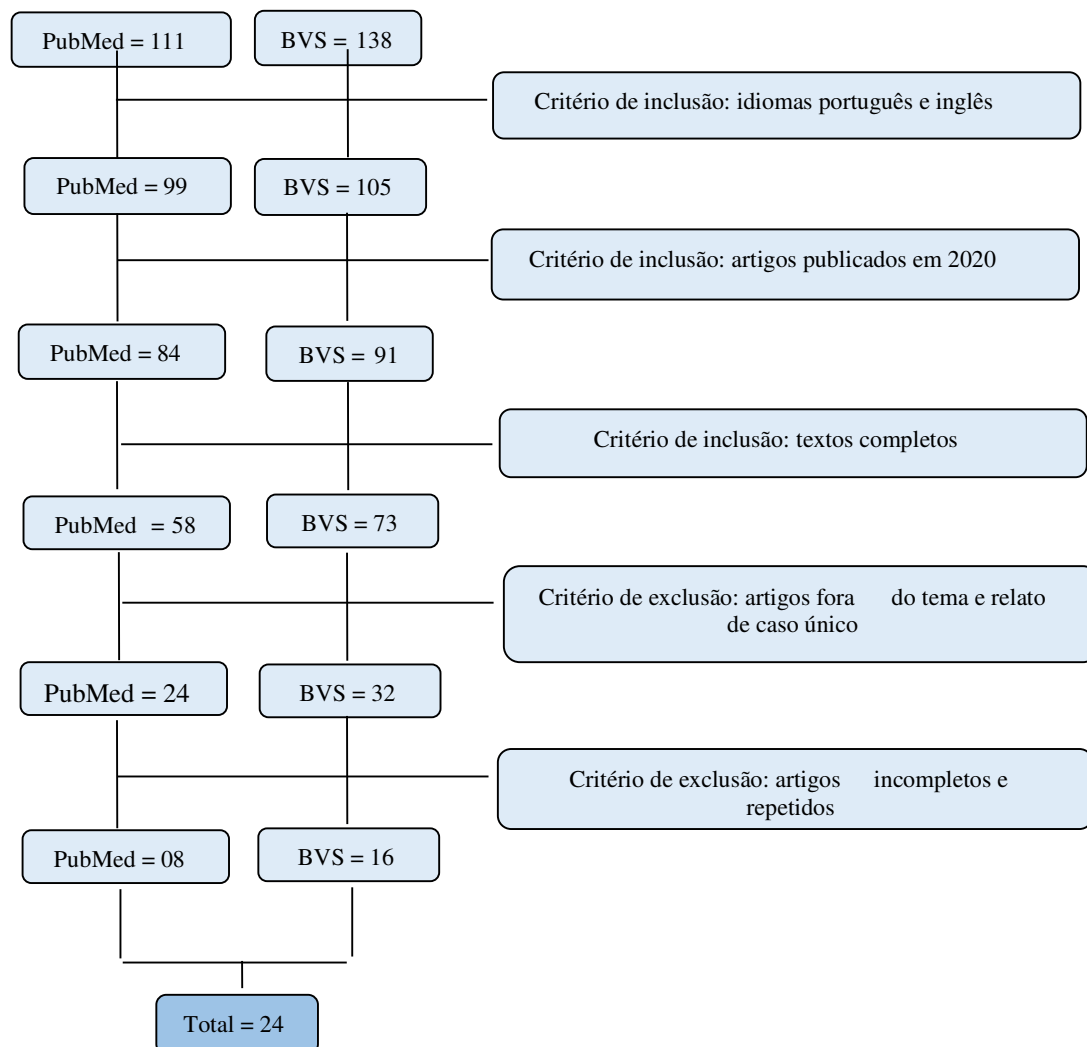 PubMed = 111
BVS = 138
Critério de inclusão: idiomas português e inglês
PubMed = 99
BVS = 105
Critério de inclusão: artigos publicados em 2020
PubMed = 84
BVS = 91
Critério de inclusão: textos completos
PubMed = 58
BVS = 73
Critério de exclusão: artigos fora do tema e relato
de caso único
PubMed = 24
BVS = 32
Critério de exclusão: artigos incompletos e
repetidos
PubMed = 08
BVS = 16
Total = 24